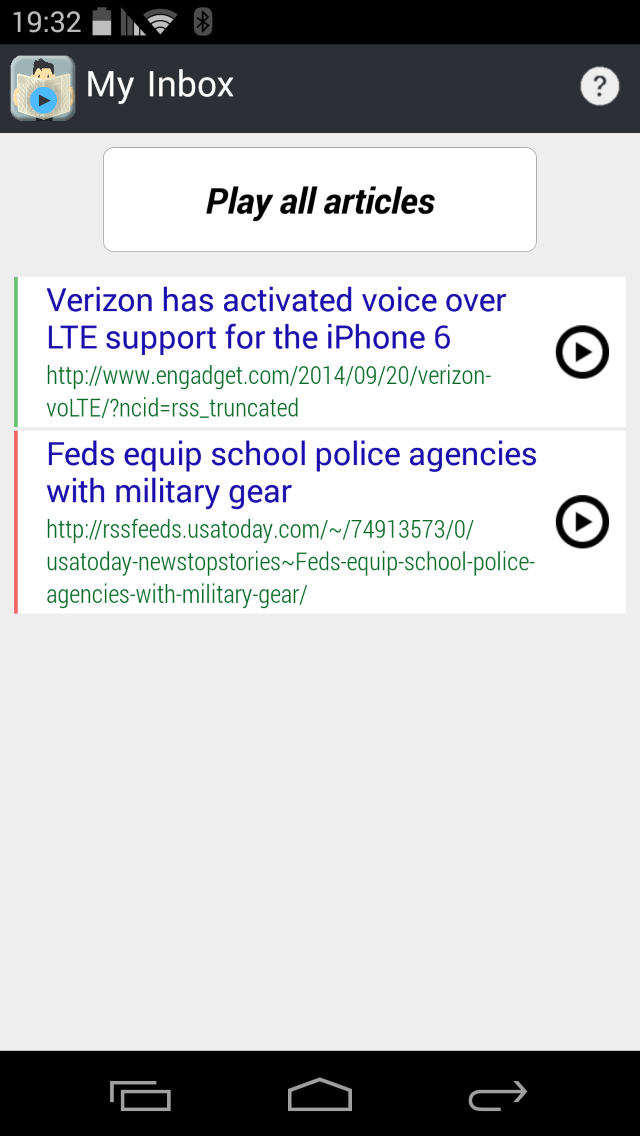 19:32
My Inbox
?
Play all articles
Verizon has activated voice over
LTE support for the iPhone 6
http://www.engadget.com/2014/09/20/verizon-
voLTE/?ncid=rss_truncated
Feds equip school police agencies
with military gear
http://rssfeeds.usatoday.com/~/74913573/0/
usatoday-newstopstories~Feds-equip-school-police-
agencies-with-military-gear/